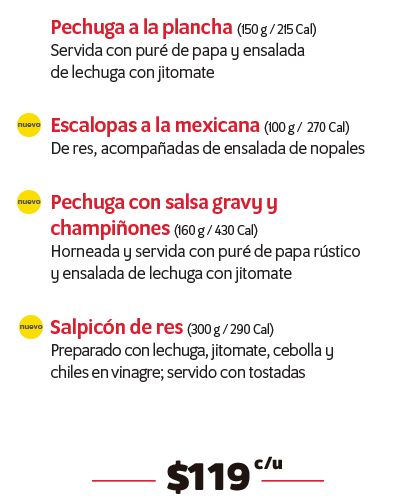 Pechuga a la plancha (150 g / 215 Cal)
Servida con puré de papa y ensalada
de lechuga con jitomate
nuevo Escalopas a la mexicana (100 g / 270 Cal)
De res, acompañadas de ensalada de nopales
nuevo Pechuga con salsa gravy y
champiñones (160 g / 430 Cal)
Horneada y servida con puré de papa rústico
y ensalada de lechuga con jitomate
nuevo Salpicón de res (300 g / 290 Cal)
Preparado con lechuga, jitomate, cebolla y
chiles en vinagre; servido con tostadas
$119 c/u